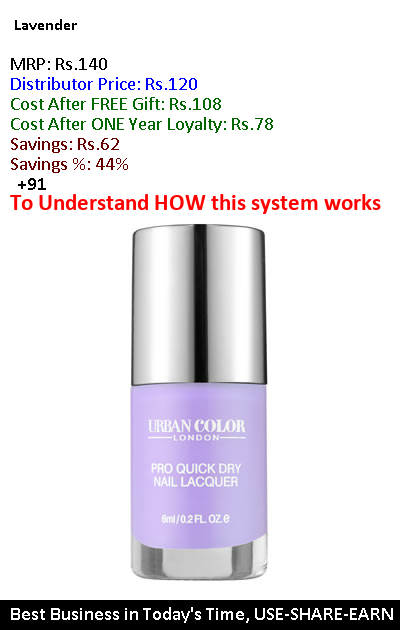 Lavender
MRP: Rs.140
Distributor Price: Rs.120
Cost After FREE Gift: Rs.108
Cost After ONE Year Loyalty: Rs.78
Savings: Rs.62
Savings %: 44%
+91
To Understand HOW this system works
URBAN COLOR
LONDON
PRO QUICK DRY
NAIL LACQUER
6ml/0.2 FL. OZ.e
Best Business in Today's Time, USE-SHARE-EARN